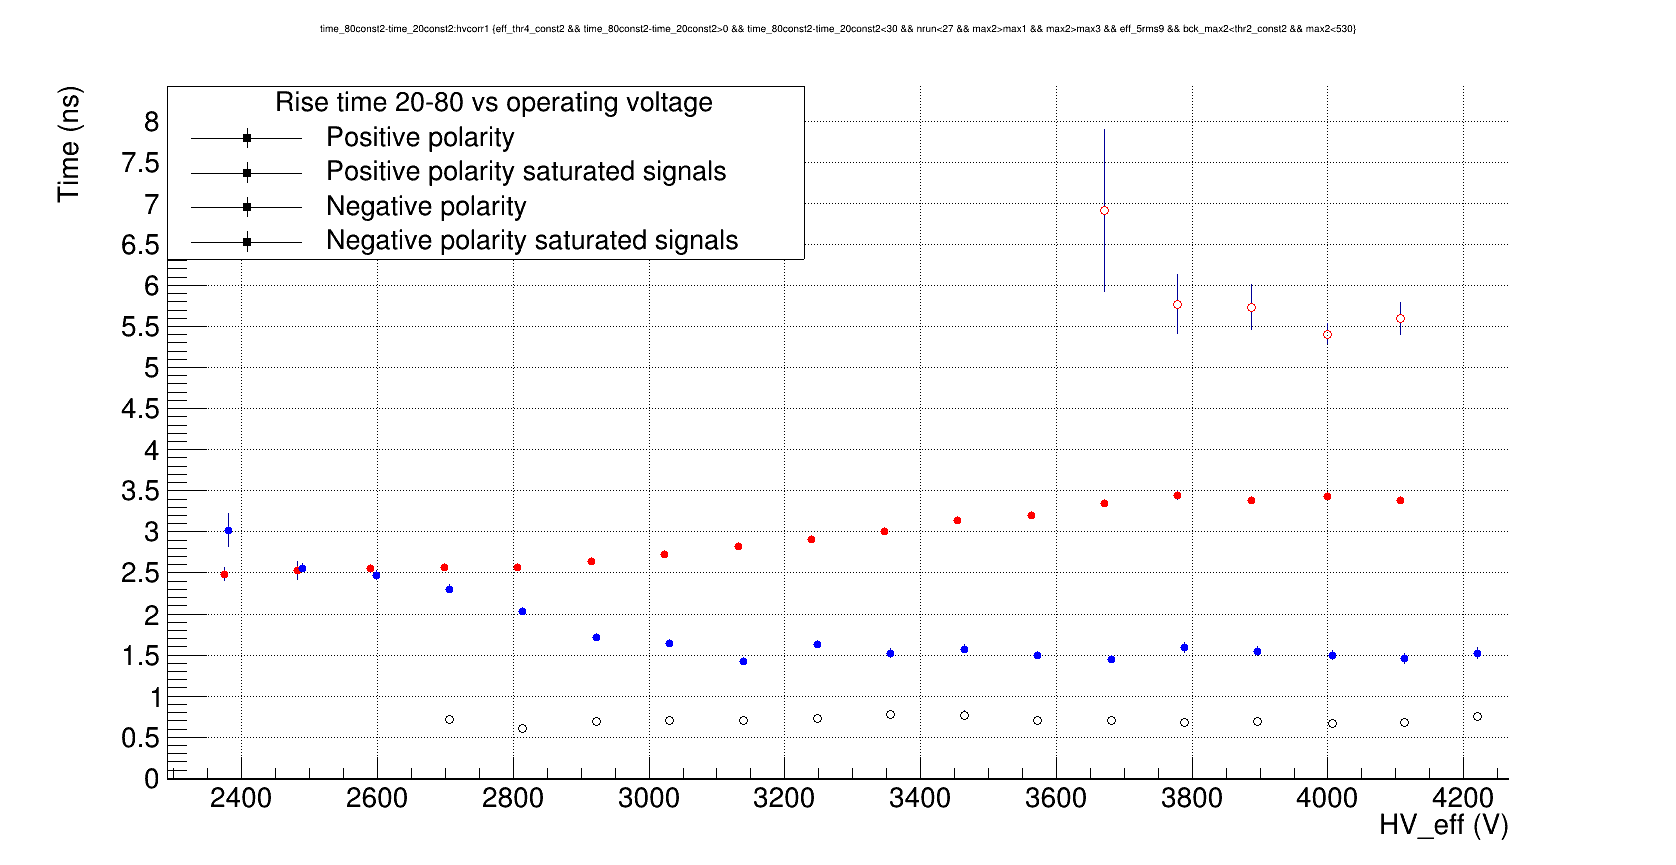 time_80const2-time_20const2:hvcorr1 {eff_thr4_const2 && time_80const2-time_20const2>0 && time_80const2-time_20const2<30 && nrun<27 && max2>max1 && max2>max3 && eff_5rms9 && bck_max2<thr2_const2 && max2<530}
Time (ns)
Rise time 20-80 vs operating voltage
Positive polarity
Positive polarity saturated signals
Negative polarity
Negative polarity saturated signals
8
7.5
7
6.5
6
5.5
5
4.5
4
3.5
3
2.5
2
1.5
1
0.5
0
2400 2600 2800 3000 3200 3400 3600 3800 4000 4200
HV_eff (V)